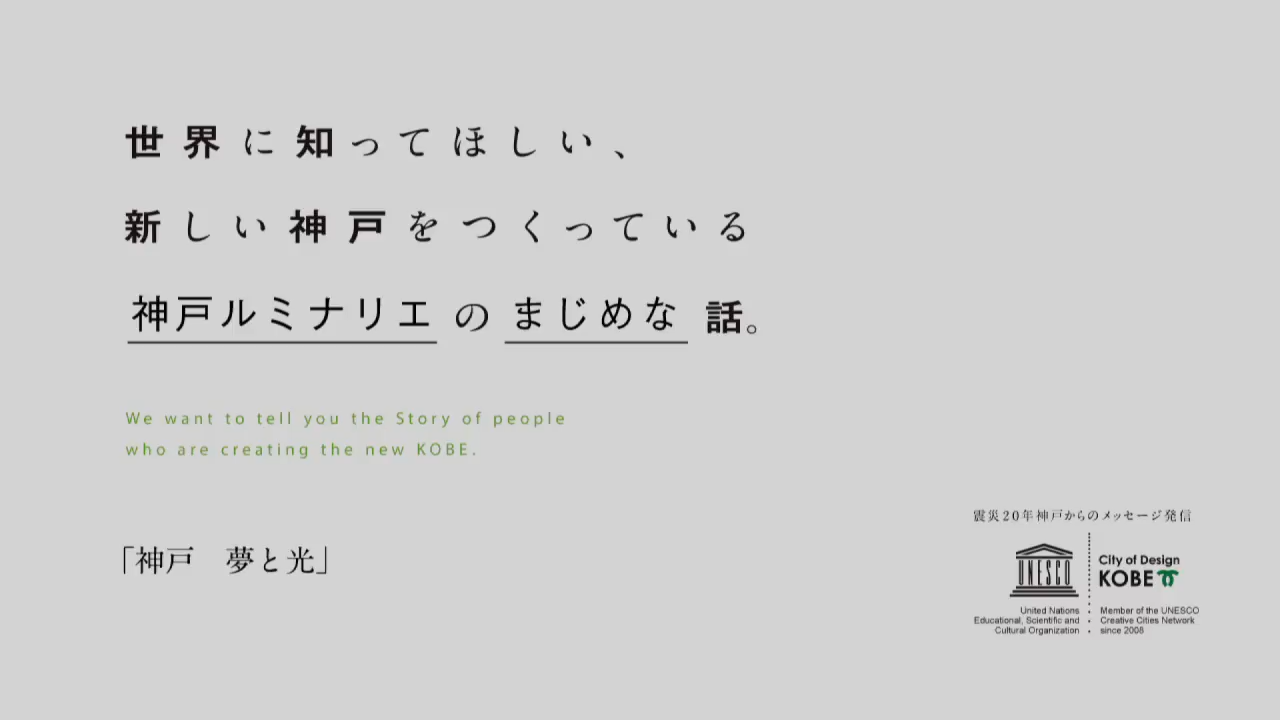 世界に知ってほしい、
新しい神戸をつくっている
神戸ルミナリエのまじめな話。
We want to tell you the Story of people
who are creating the new KOBE.
「神戸　夢と光」
震災20年神戸からのメッセージ発信
UNESCO
City of Design
KOBE
United Nations
Educational, Scientific and
Cultural Organization
Member of the UNESCO
Creative Cities Network
since 2008